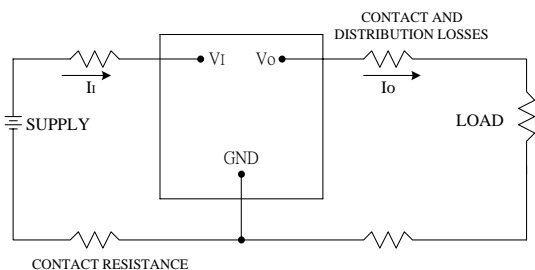 CONTACT AND
DISTRIBUTION LOSSES
VI
VO
II
IO
SUPPLY
LOAD
GND
CONTACT RESISTANCE